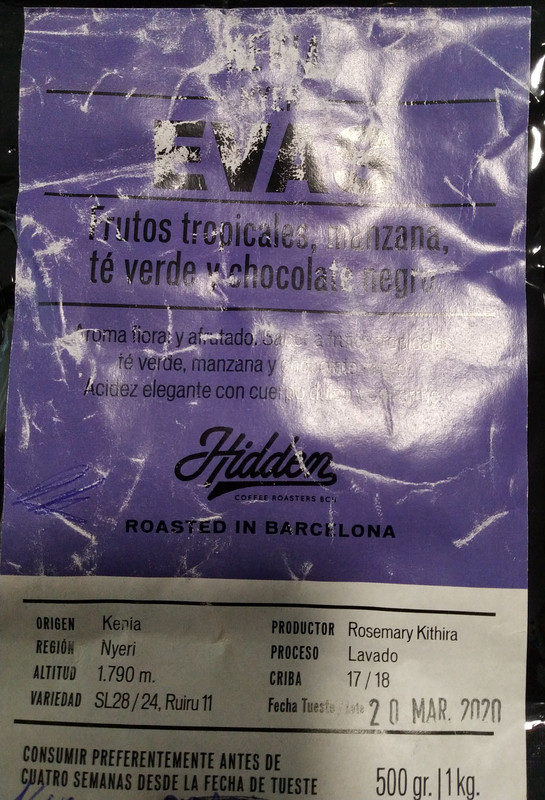 EVA
Frutos tropicales, manzana,
té verde y chocolate negro
Aroma floral y afrutado. Sabor a frutos tropicales,
té verde, manzana y
Acidez elegante con cuerpo
Hidden
COFFEE ROASTERS BCN
ROASTED IN BARCELONA
ORIGEN Kenia
REGIÓN Nyeri
ALTITUD 1.790 m.
VARIEDAD SL28 / 24, Ruiru 11
PRODUCTOR Rosemary Kithira
PROCESO Lavado
CRIBA 17 / 18
Fecha Tueste 20 MAR. 2020
CONSUMIR PREFERENTEMENTE ANTES DE
CUATRO SEMANAS DESDE LA FECHA DE TUESTE
500 gr. | 1 kg.